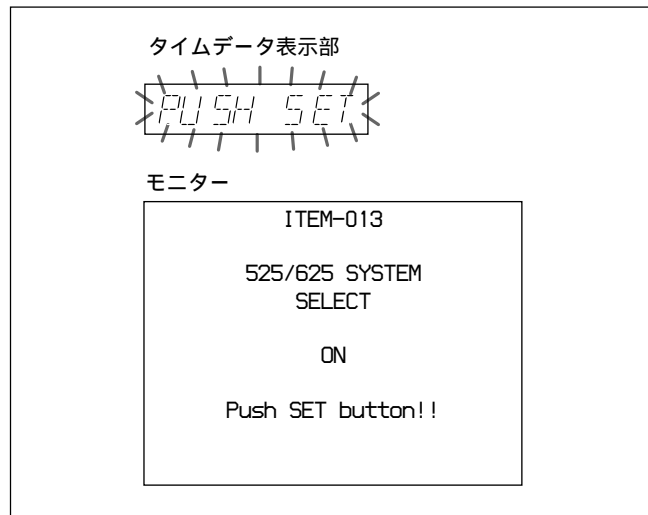 タイムデータ表示部
PUSH SET
モニター
ITEM-013
525/625 SYSTEM
SELECT
ON
Push SET button!!